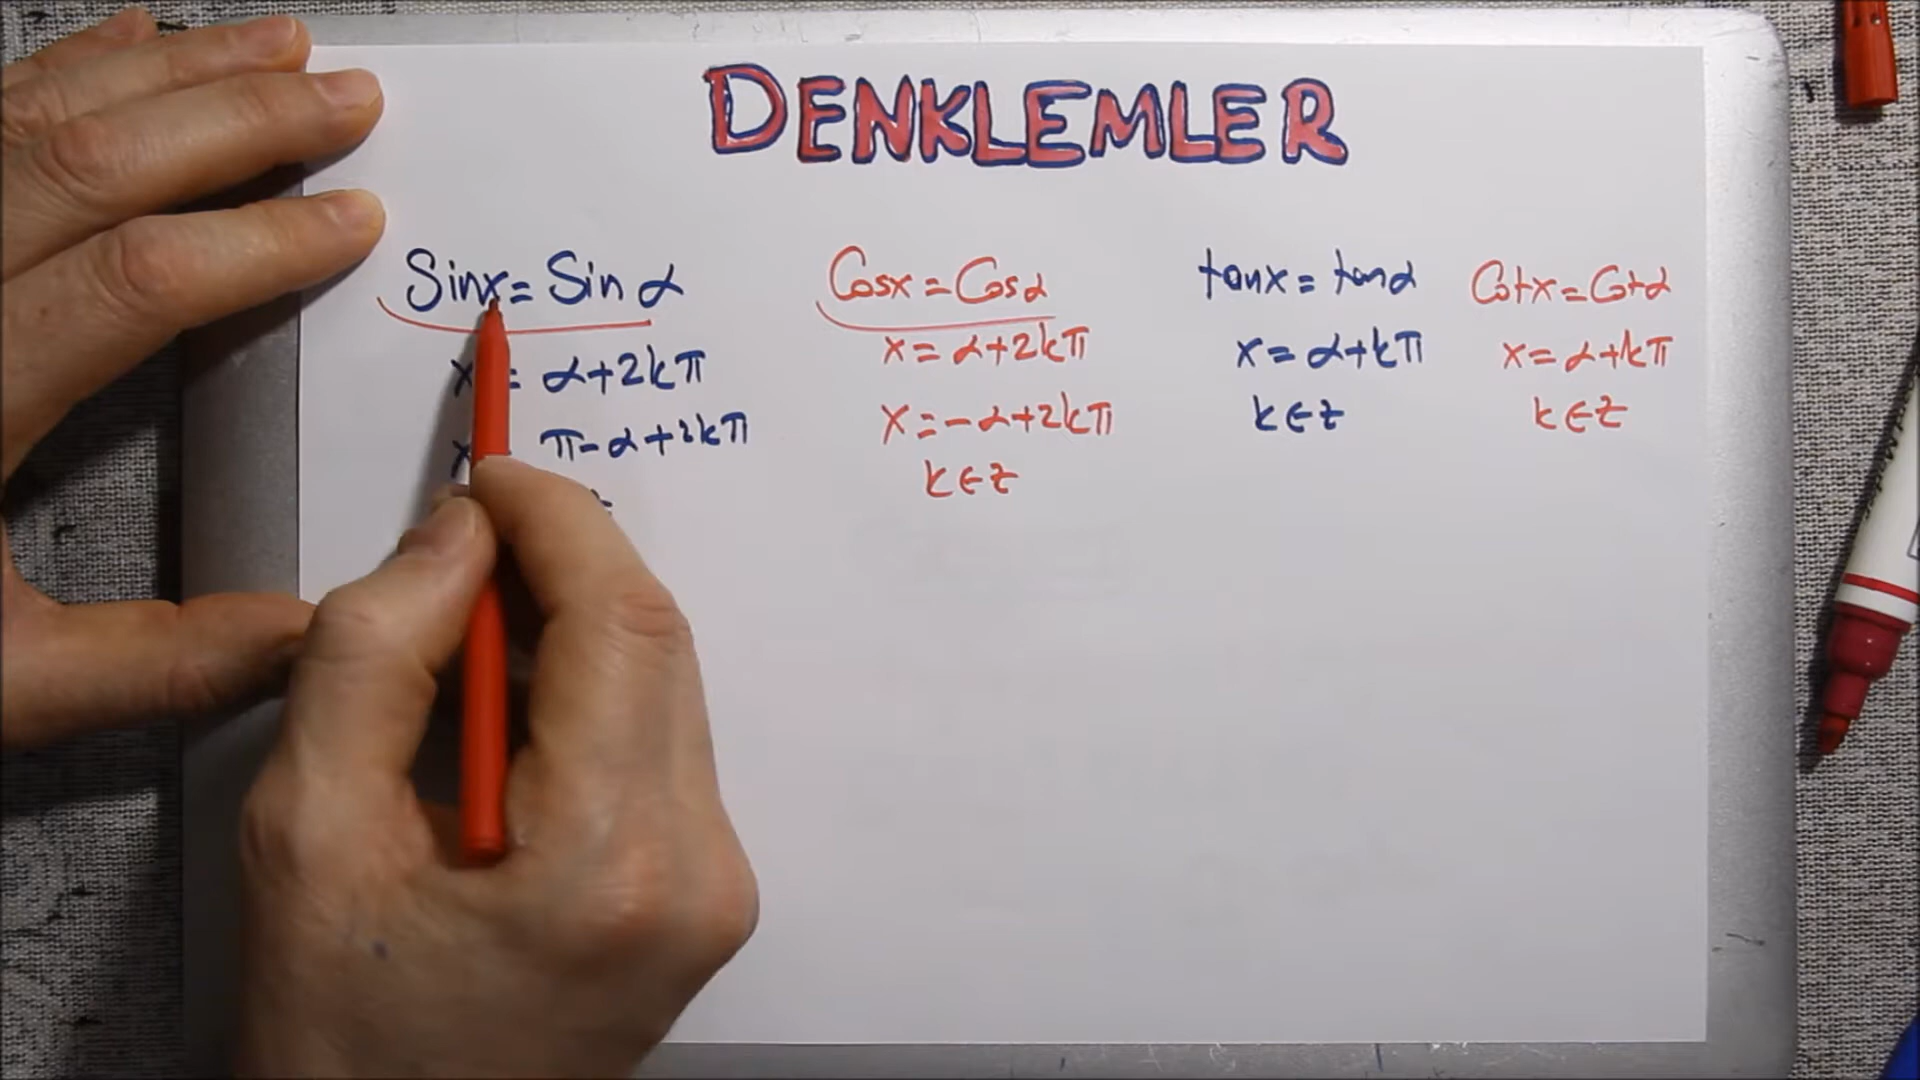 DENKLEMLER
Sinx = Sin α
x = α+2kπ
x = π-α+2kπ
Cosx = Cosα
x = α+2kπ
x = -α+2kπ
k∈z
tanx = tanα
x = α+kπ
k∈z
Cotx = Cotα
x = α+kπ
k∈z